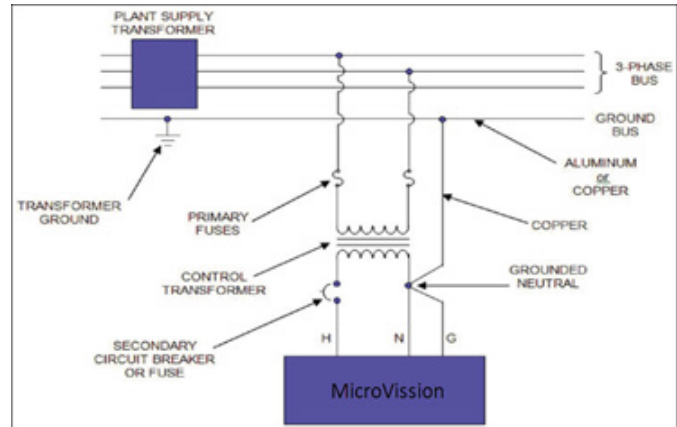 PLANT SUPPLY
TRANSFORMER
3-PHASE
BUS
GROUND
BUS
ALUMINUM
or
COPPER
TRANSFORMER
GROUND
PRIMARY
FUSES
COPPER
CONTROL
TRANSFORMER
GROUNDED
NEUTRAL
SECONDARY
CIRCUIT BREAKER
OR FUSE
H N G
MicroVission